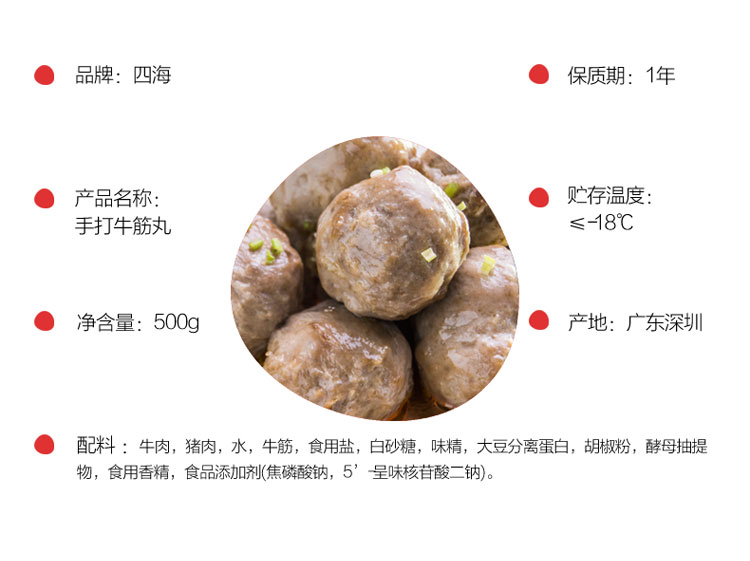 品牌：四海
保质期：1年
产品名称：
手打牛筋丸
贮存温度：
≤-18℃
净含量：500g
产地：广东深圳
配料：牛肉，猪肉，水，牛筋，食用盐，白砂糖，味精，大豆分离蛋白，胡椒粉，酵母抽提
物，食用香精，食品添加剂(焦磷酸钠，5’-呈味核苷酸二钠)。